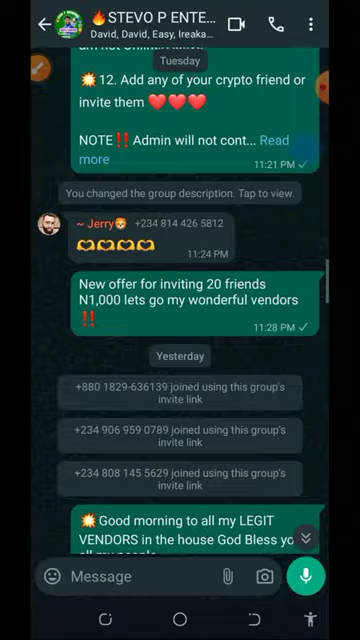 🔥STEVO P ENTE...
David, David, Easy, Ireaka...
Tuesday
💥 12. Add any of your crypto friend or
invite them ❤️❤️❤️
NOTE‼️ Admin will not cont... Read
more
11:21 PM ✓
You changed the group description. Tap to view.
~ Jerry🦁 +234 814 426 5812
🫶🫶🫶🫶
11:24 PM
New offer for inviting 20 friends
N1,000 lets go my wonderful vendors
‼️
11:28 PM ✓
Yesterday
+880 1829-636139 joined using this group's
invite link
+234 906 959 0789 joined using this group's
invite link
+234 808 145 5629 joined using this group's
invite link
💥 Good morning to all my LEGIT
VENDORS in the house God Bless
all my people
Message